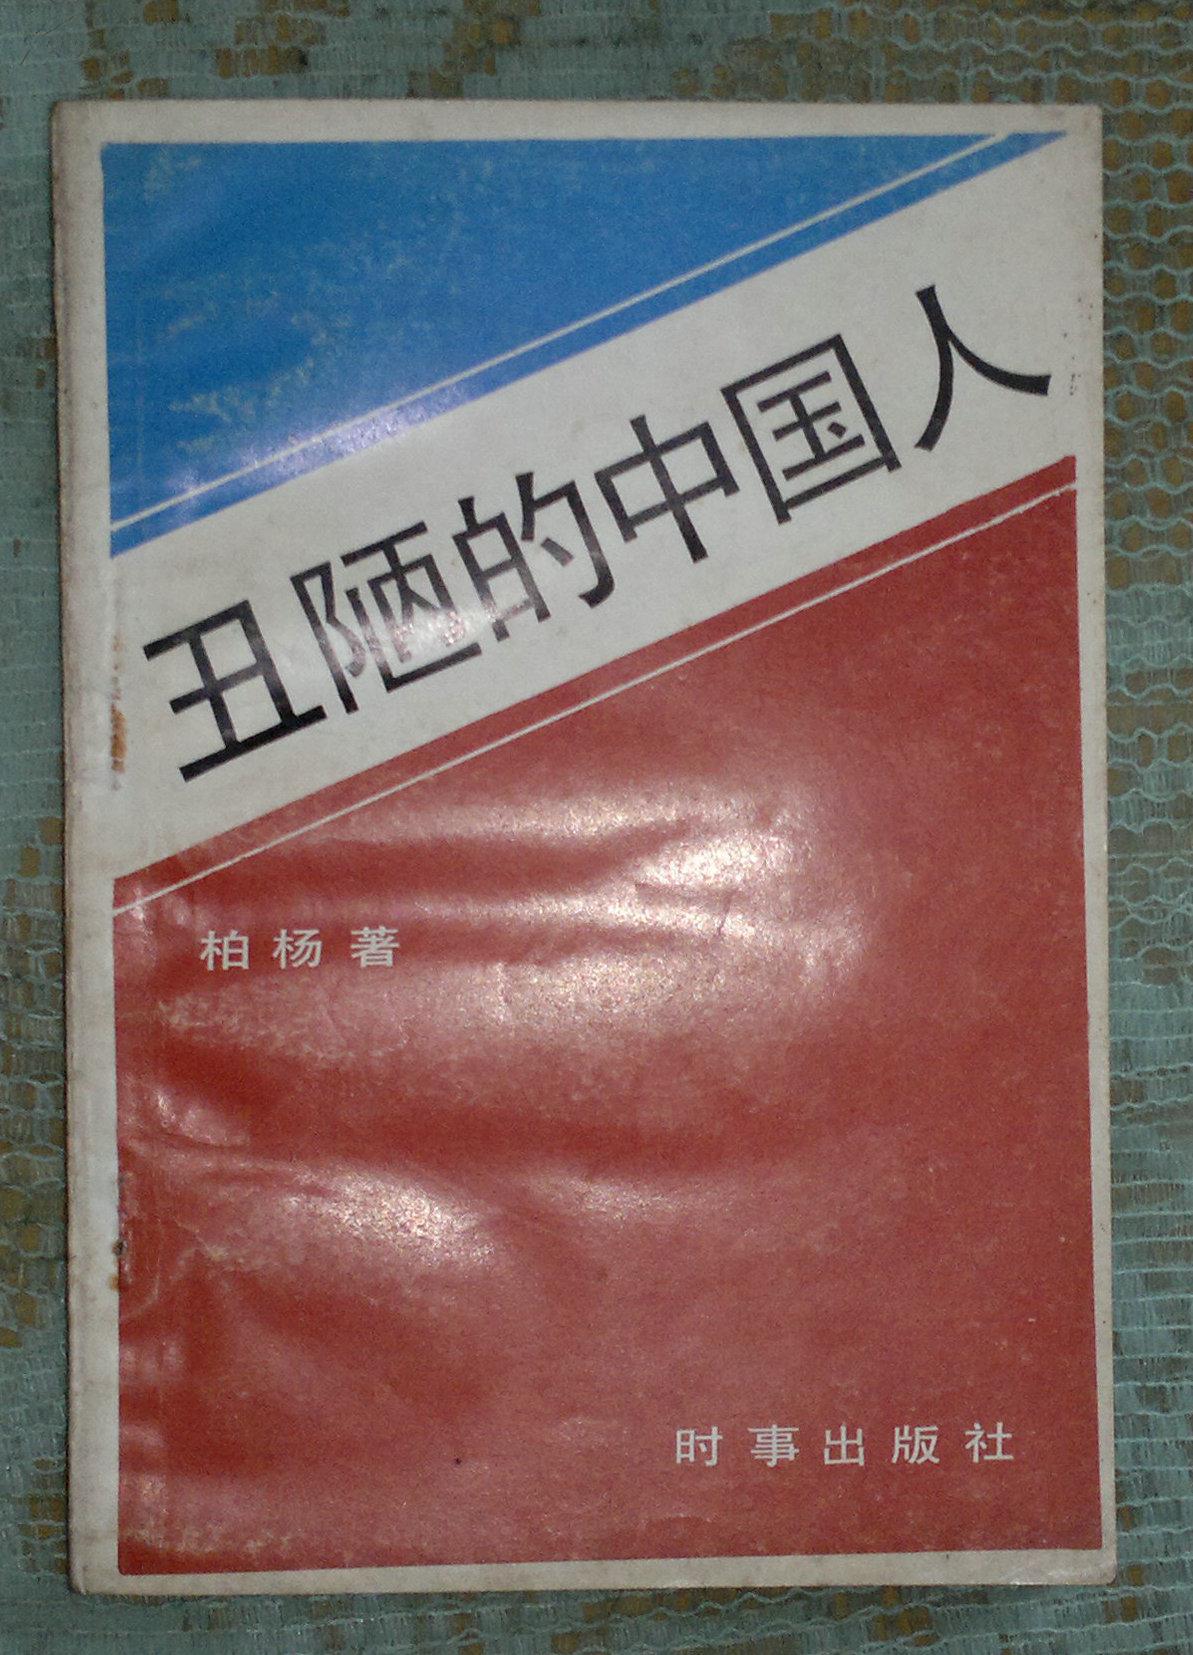 丑陋的中国人
柏杨著
时事出版社